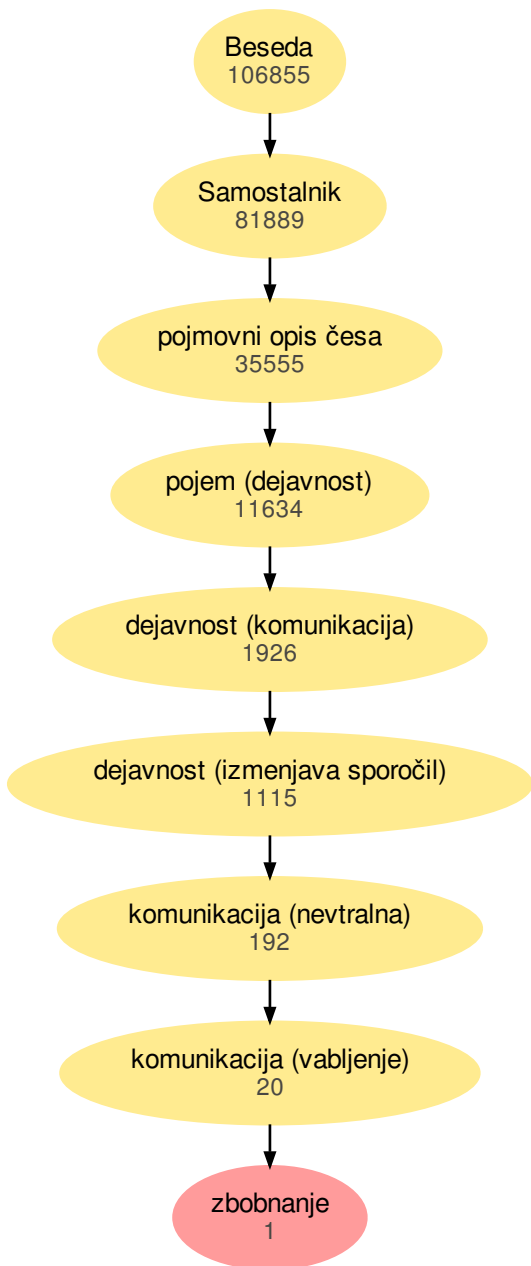 Beseda
106855
Samostalnik
81889
pojmovni opis česa
35555
pojem (dejavnost)
11634
dejavnost (komunikacija)
1926
dejavnost (izmenjava sporočil)
1115
komunikacija (nevtralna)
192
komunikacija (vabljenje)
20
zbobnanje
1